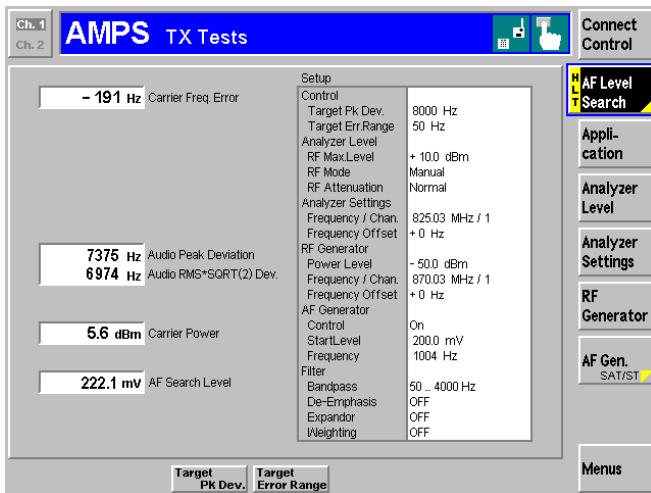 Ch. 1
Ch. 2
AMPS TX Tests
Connect
Control
H
L
T
AF Level
Search
Appli-
cation
Analyzer
Level
Analyzer
Settings
RF
Generator
AF Gen.
SAT/ST
Menus
- 191 Hz Carrier Freq. Error
7375 Hz Audio Peak Deviation
6974 Hz Audio RMS*SQRT(2) Dev.
5.6 dBm Carrier Power
222.1 mV AF Search Level
Setup
Control
Target Pk Dev. 8000 Hz
Target Err.Range 50 Hz
Analyzer Level
RF Max.Level + 10.0 dBm
RF Mode Manual
RF Attenuation Normal
Analyzer Settings
Frequency / Chan. 825.03 MHz / 1
Frequency Offset + 0 Hz
RF Generator
Power Level - 50.0 dBm
Frequency / Chan. 870.03 MHz / 1
Frequency Offset + 0 Hz
AF Generator
Control On
StartLevel 200.0 mV
Frequency 1004 Hz
Filter
Bandpass 50 ... 4000 Hz
De-Emphasis OFF
Expandor OFF
Weighting OFF
Target
Pk Dev.
Target
Error Range